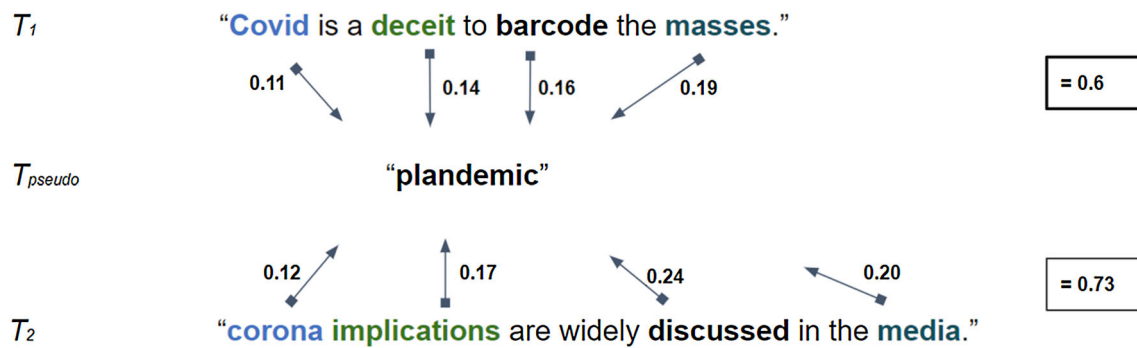 T1 “Covid is a deceit to barcode the masses.”
0.11 0.14 0.16 0.19 = 0.6
Tpseudo “plandemic”
0.12 0.17 0.24 0.20 = 0.73
T2 “corona implications are widely discussed in the media.”